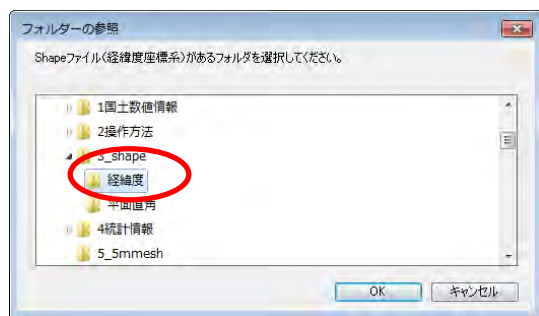 フォルダーの参照
Shapeファイル(経緯度座標系)があるフォルダを選択してください。
1国土数値情報
2操作方法
3_shape
経緯度
平面直角
4統計情報
5_5mmesh
OK
キャンセル